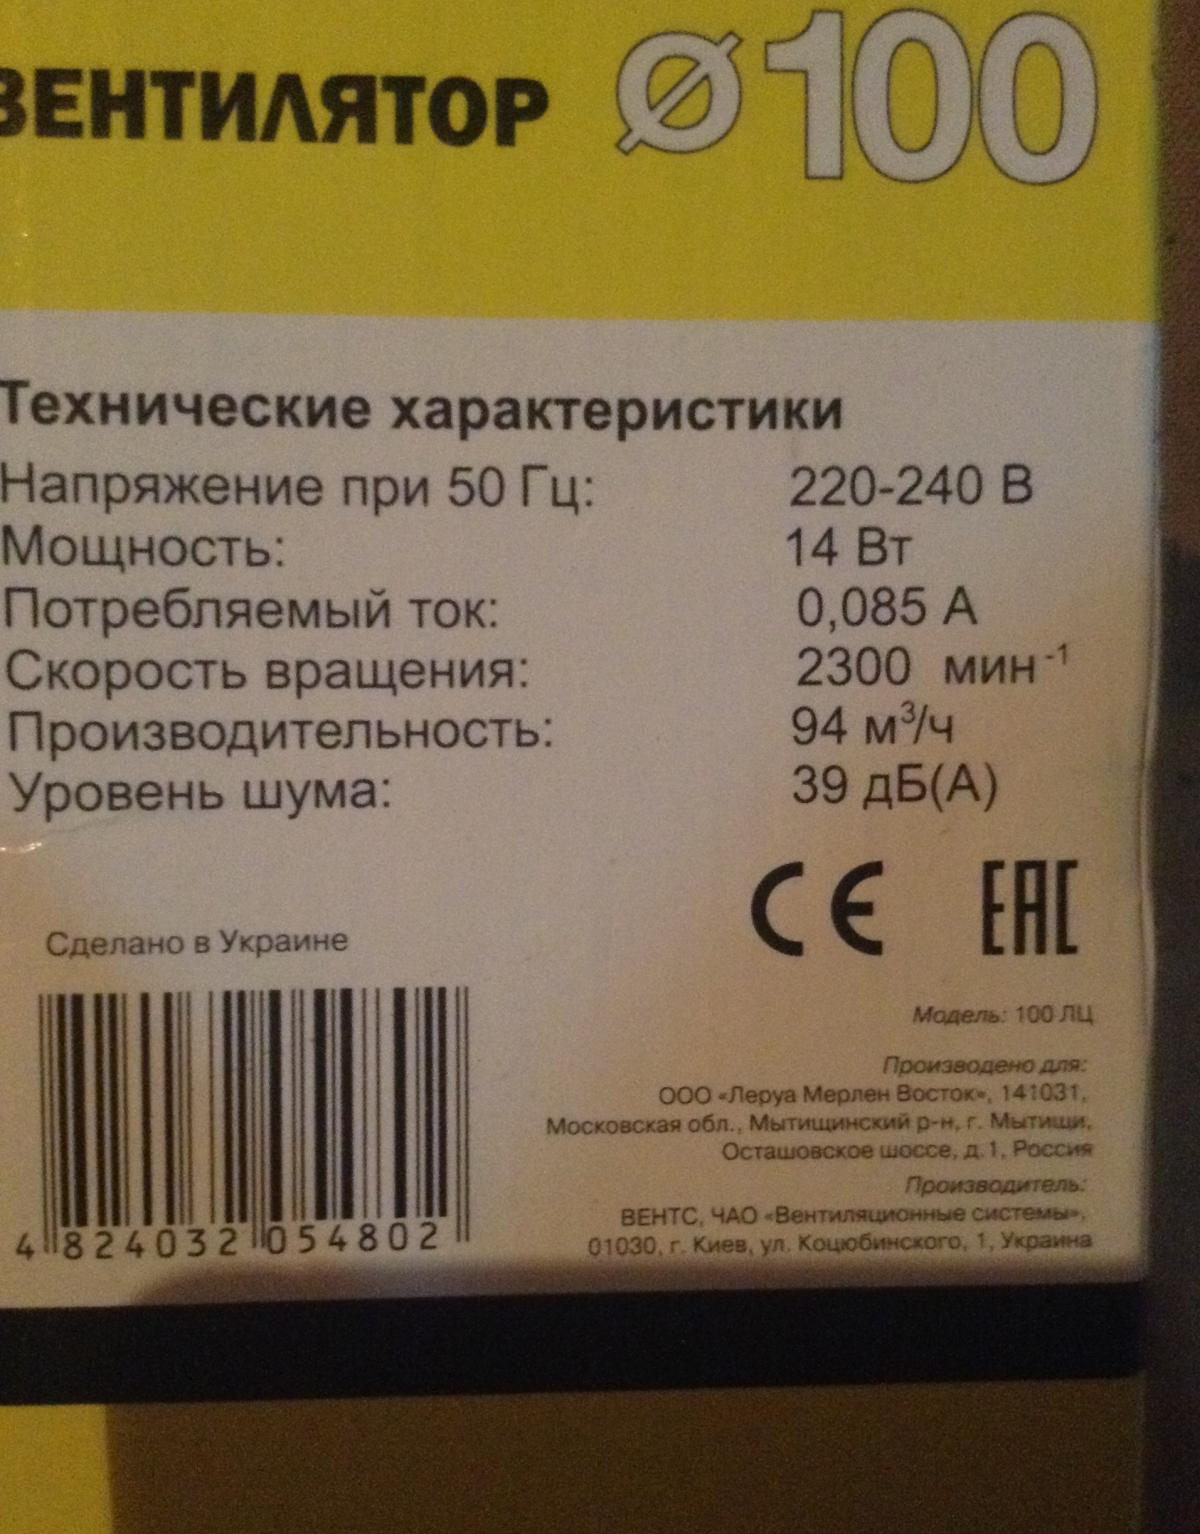 ВЕНТИЛЯТОР Ø100
Технические характеристики
Напряжение при 50 Гц: 220-240 В
Мощность: 14 Вт
Потребляемый ток: 0,085 А
Скорость вращения: 2300 мин⁻¹
Производительность: 94 м³/ч
Уровень шума: 39 дБ(А)
CE EAC
Сделано в Украине
4 824032 054802
Модель: 100 ЛЦ
Произведено для:
ООО «Леруа Мерлен Восток», 141031,
Московская обл., Мытищинский р-н, г. Мытищи,
Осташовское шоссе, д.1, Россия
Производитель:
ВЕНТС, ЧАО «Вентиляционные системы»,
01030, г. Киев, ул. Коцюбинского, 1, Украина